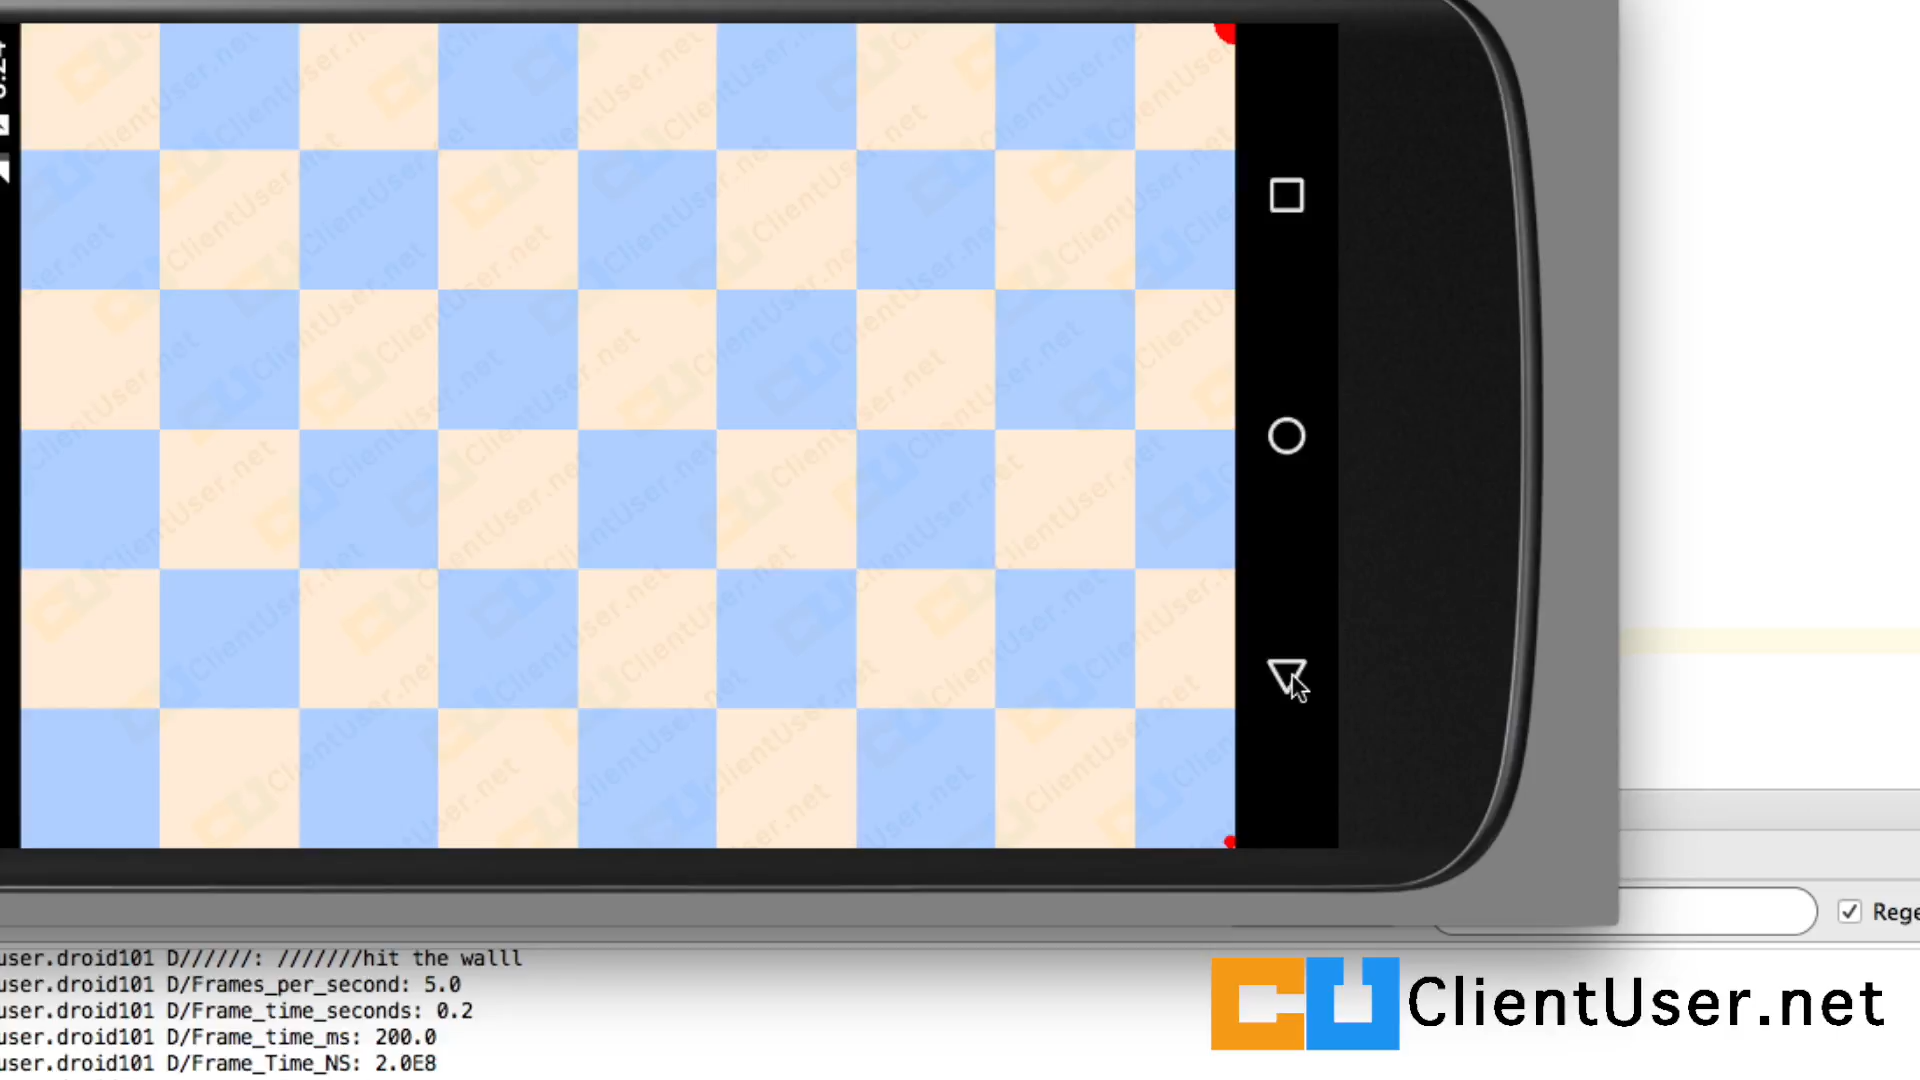 user.droid101 D//////: ///////hit the walll
user.droid101 D/Frames_per_second: 5.0
user.droid101 D/Frame_time_seconds: 0.2
user.droid101 D/Frame_time_ms: 200.0
user.droid101 D/Frame_Time_NS: 2.0E8
Rege
ClientUser.net